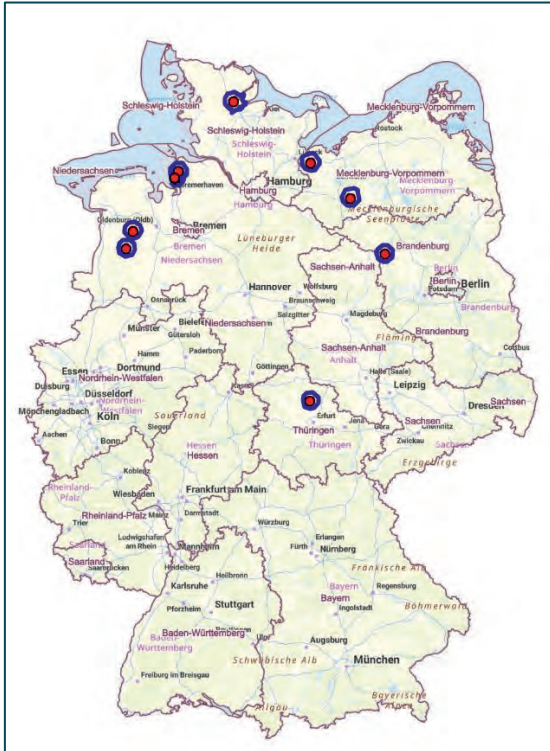 Schleswig-Holstein
Mecklenburg-Vorpommern
Rostock
Schleswig-Holstein
Schleswig-
Holstein
Mecklenburg-Vorpommern
Mecklenburg-
Vorpommern
Niedersachsen
Bremerhaven
Hamburg
Hamburg
Hamburg
Mecklenburgische
Seenplatte
Oldenburg (Oldb)
Bremen
Bremen
Bremen
Niedersachsen
Lüneburger
Heide
Brandenburg
Sachsen-Anhalt
Berlin
Berlin
Berlin
Potsdam
Brandenburg
Hannover
Wolfsburg
Braunschweig
Salzgitter
Magdeburg
Osnabrück
Münster
Bielefeld
Gütersloh
Niedersachsen
Brandenburg
Fläming
Cottbus
Hamm
Paderborn
Sachsen-Anhalt
Anhalt
Dortmund
Essen
Duisburg
Nordrhein-Westfalen
Göttingen
Halle (Saale)
Leipzig
Düsseldorf
Mönchengladbach
Nordrhein-
Westfalen
Köln
Sauerland
Kassel
Erfurt
Jena
Gera
Dresden
Sachsen
Sachsen
Chemnitz
Zwickau
Sachsen
Aachen
Bonn
Siegen
Thüringen
Thüringen
Hessen
Hessen
Erzgebirge
Koblenz
Rheinland-
Pfalz
Wiesbaden
Frankfurt am Main
Mainz
Darmstadt
Trier
Rheinland-Pfalz
Würzburg
Ludwigshafen
am Rhein
Mannheim
Erlangen
Fürth
Nürnberg
Saarland
Saarland
Saarbrücken
Heidelberg
Heilbronn
Fränkische Alb
Karlsruhe
Bayern
Bayern
Regensburg
Böhmerwald
Pforzheim
Stuttgart
Ingolstadt
Baden-Württemberg
Baden-
Württemberg
Reutlingen
Ulm
Augsburg
Schwäbische Alb
München
Freiburg im Breisgau
Allgäu
Bayerische
Alpen